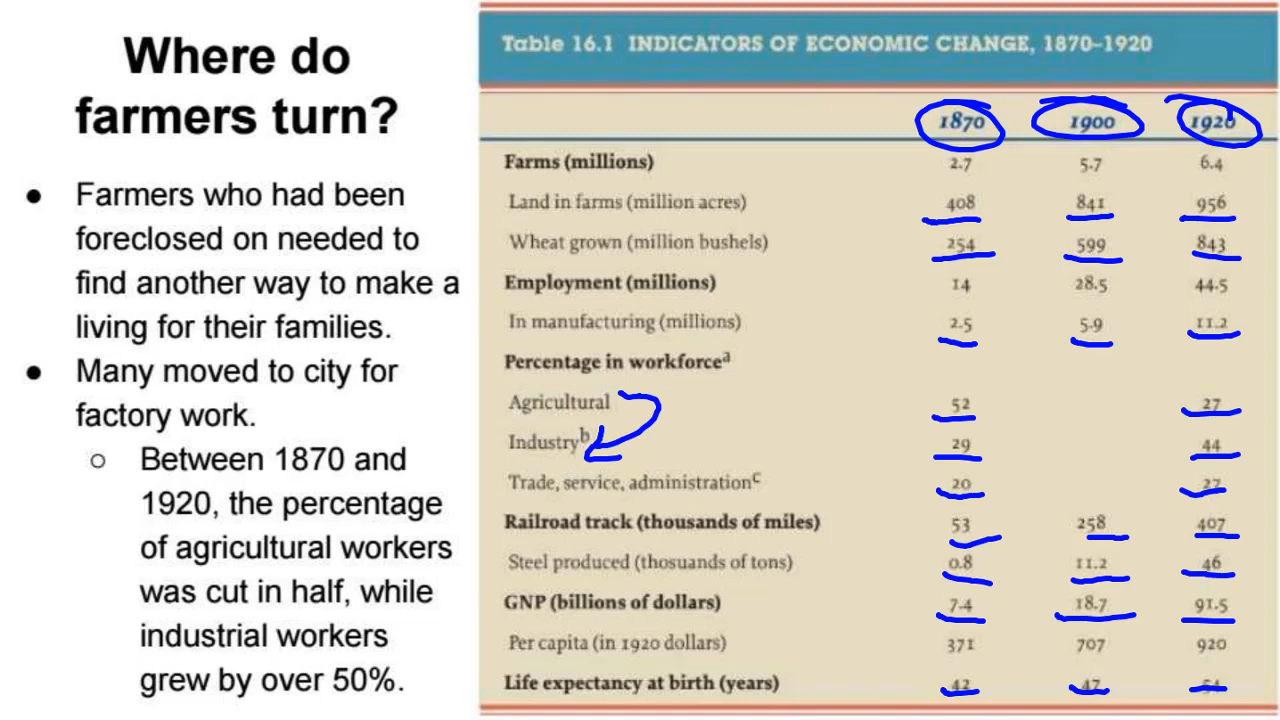 Where do
farmers turn?
● Farmers who had been
foreclosed on needed to
find another way to make a
living for their families.
● Many moved to city for
factory work.
○ Between 1870 and
1920, the percentage
of agricultural workers
was cut in half, while
industrial workers
grew by over 50%.
Table 16.1 INDICATORS OF ECONOMIC CHANGE, 1870–1920
1870 1900 1920
Farms (millions) 2.7 5.7 6.4
Land in farms (million acres) 408 841 956
Wheat grown (million bushels) 254 599 843
Employment (millions) 14 28.5 44.5
In manufacturing (millions) 2.5 5.9 11.2
Percentage in workforceᵃ
Agricultural 52 27
Industryᵇ 29 44
Trade, service, administrationᶜ 20 27
Railroad track (thousands of miles) 53 258 407
Steel produced (thosuands of tons) 0.8 11.2 46
GNP (billions of dollars) 7.4 18.7 91.5
Per capita (in 1920 dollars) 371 707 920
Life expectancy at birth (years) 42 47 54